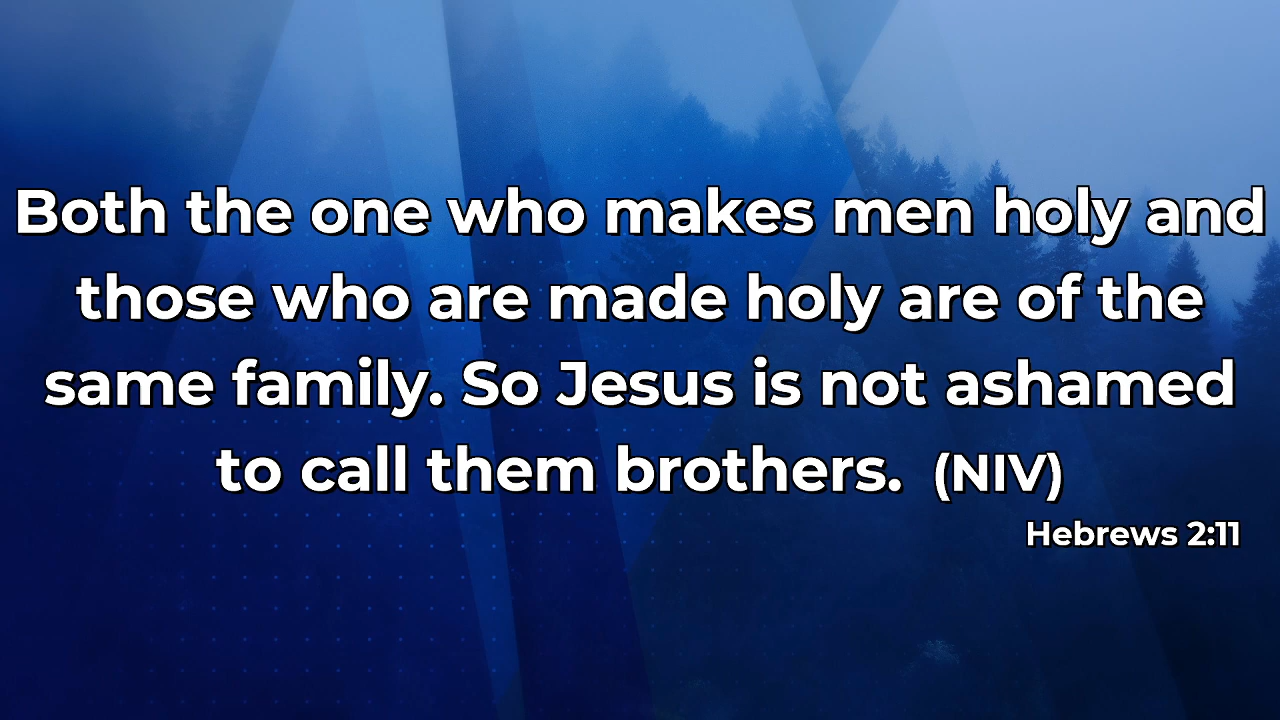 Both the one who makes men holy and
those who are made holy are of the
same family. So Jesus is not ashamed
to call them brothers. (NIV)
Hebrews 2:11